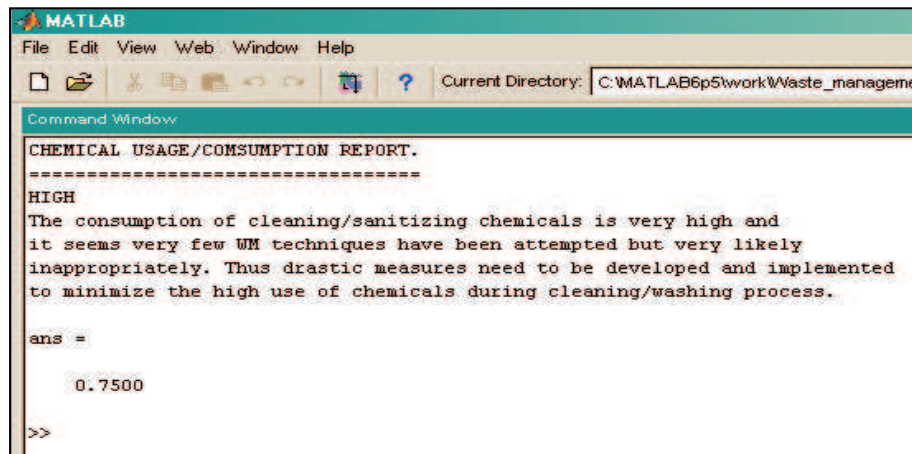 MATLAB
File Edit View Web Window Help
? Current Directory: C:\MATLAB6p5\work\Waste_manageme
Command Window
CHEMICAL USAGE/COMSUMPTION REPORT.
==================================
HIGH
The consumption of cleaning/sanitizing chemicals is very high and
it seems very few WM techniques have been attempted but very likely
inappropriately. Thus drastic measures need to be developed and implemented
to minimize the high use of chemicals during cleaning/washing process.
ans =
0.7500
>>